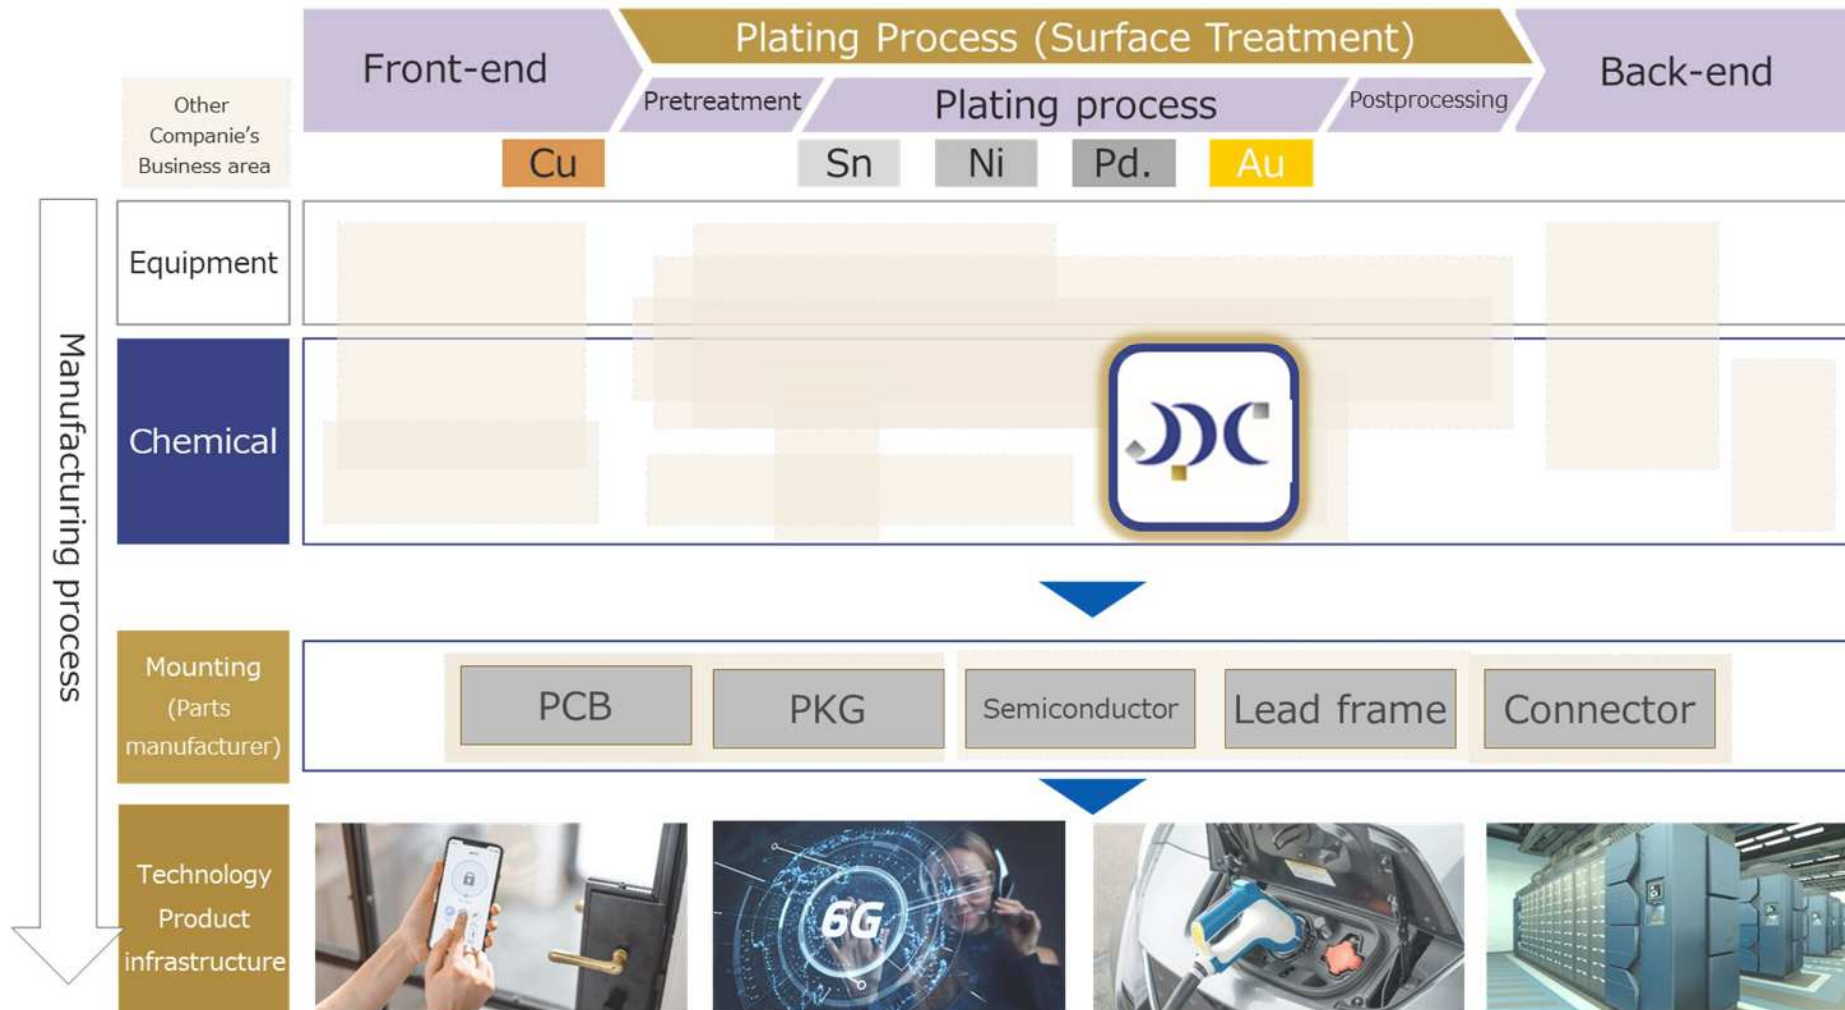 Plating Process (Surface Treatment)
Front-end
Back-end
Pretreatment
Plating process
Postprocessing
Other
Companie's
Business area
Cu
Sn
Ni
Pd.
Au
Manufacturing process
Equipment
Chemical
JPC
Mounting
(Parts
manufacturer)
PCB
PKG
Semiconductor
Lead frame
Connector
Technology
Product
infrastructure
6G